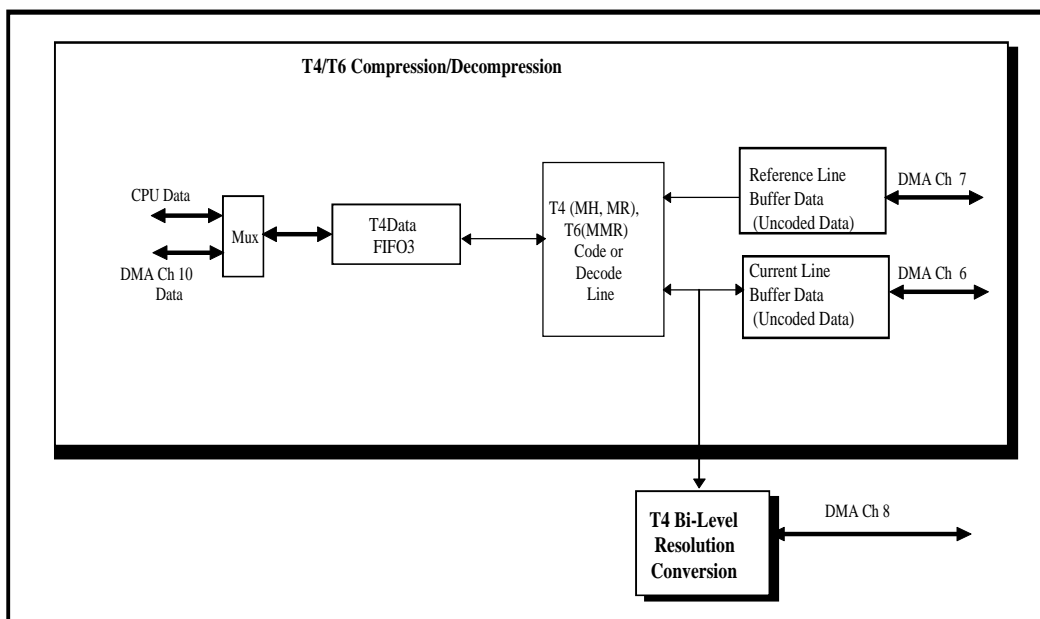 T4/T6 Compression/Decompression
CPU Data
DMA Ch 10
Data
Mux
T4Data
FIFO3
T4 (MH, MR),
T6(MMR)
Code or
Decode
Line
Reference Line
Buffer Data
(Uncoded Data)
DMA Ch 7
Current Line
Buffer Data
(Uncoded Data)
DMA Ch 6
T4 Bi-Level
Resolution
Conversion
DMA Ch 8